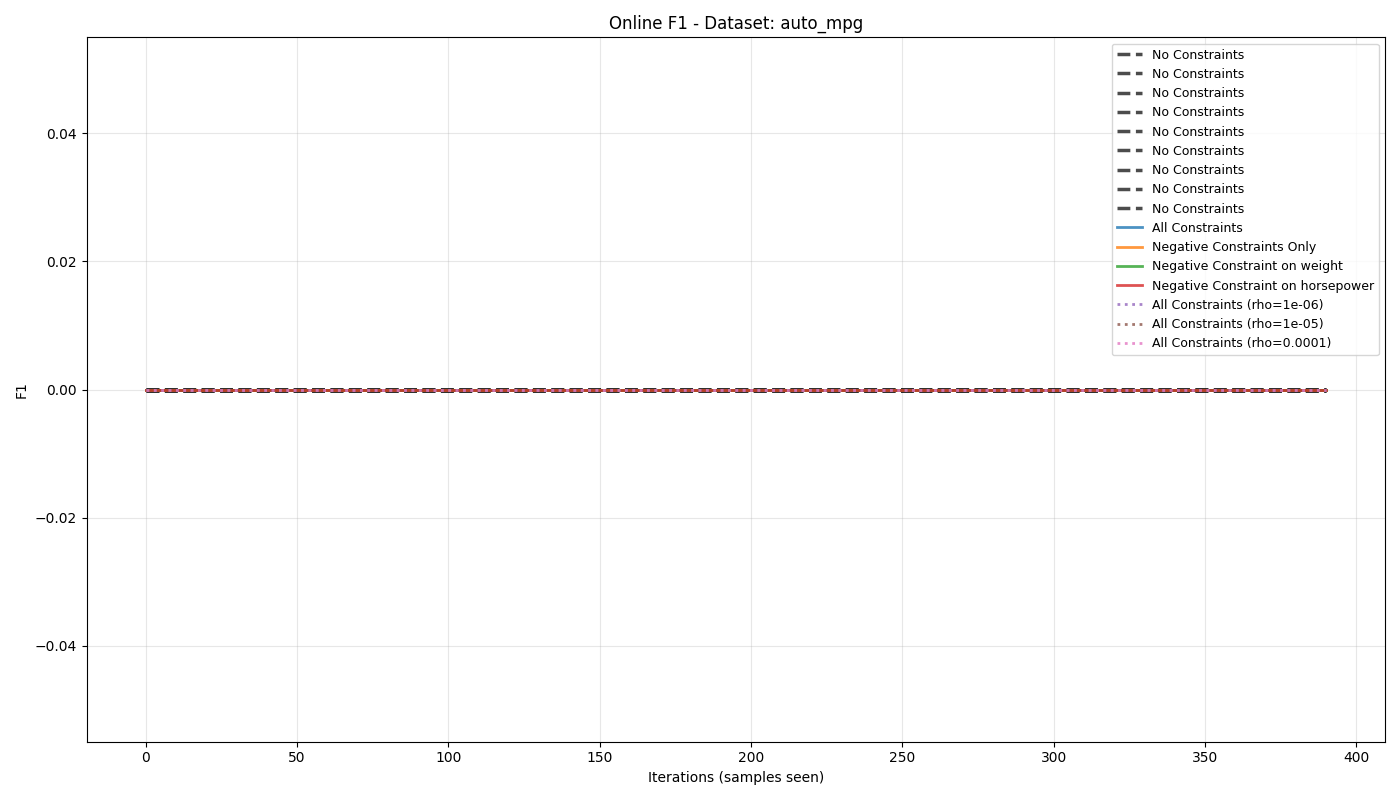 Online F1 - Dataset: auto_mpg
No Constraints
No Constraints
No Constraints
No Constraints
No Constraints
No Constraints
No Constraints
No Constraints
No Constraints
All Constraints
Negative Constraints Only
Negative Constraint on weight
Negative Constraint on horsepower
All Constraints (rho=1e-06)
All Constraints (rho=1e-05)
All Constraints (rho=0.0001)
F1
0.04
0.02
0.00
−0.02
−0.04
0 50 100 150 200 250 300 350 400
Iterations (samples seen)